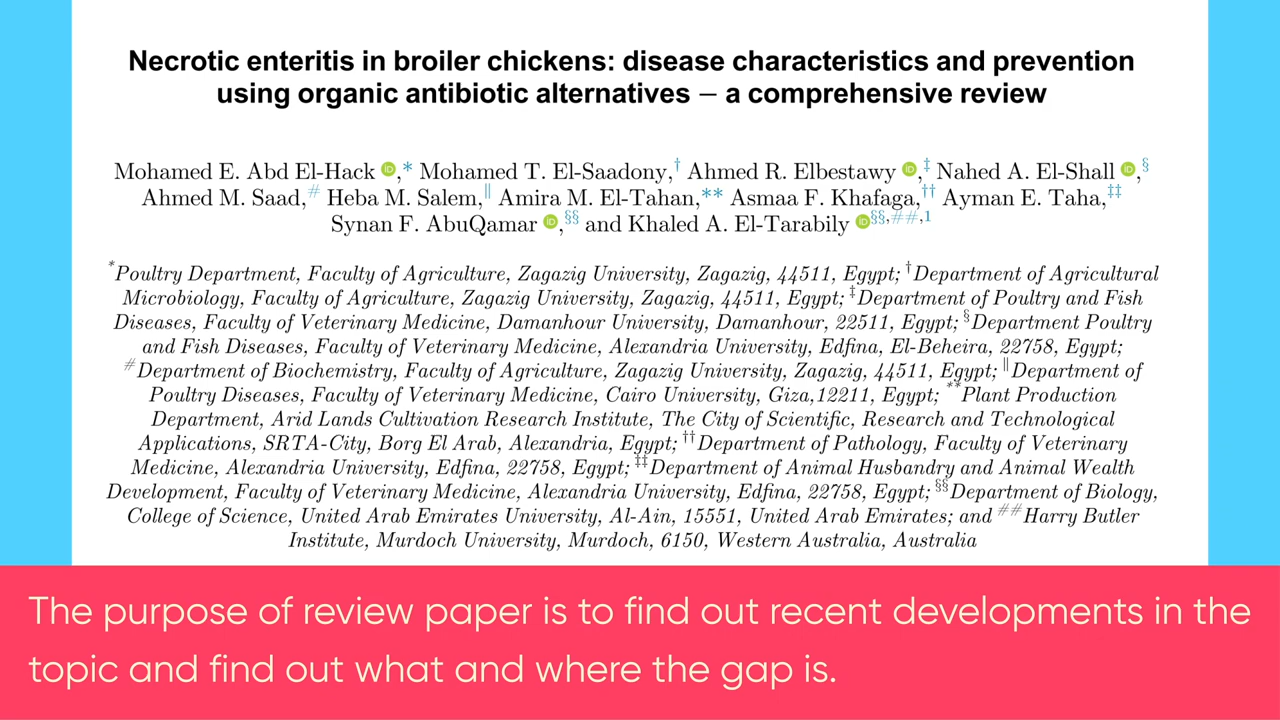 Necrotic enteritis in broiler chickens: disease characteristics and prevention
using organic antibiotic alternatives – a comprehensive review
Mohamed E. Abd El-Hack iD,* Mohamed T. El-Saadony,† Ahmed R. Elbestawy iD,‡ Nahed A. El-Shall iD,§
Ahmed M. Saad,# Heba M. Salem,‖ Amira M. El-Tahan,** Asmaa F. Khafaga,†† Ayman E. Taha,‡‡
Synan F. AbuQamar iD,§§ and Khaled A. El-Tarabily iD§§,##,1
*Poultry Department, Faculty of Agriculture, Zagazig University, Zagazig, 44511, Egypt; †Department of Agricultural
Microbiology, Faculty of Agriculture, Zagazig University, Zagazig, 44511, Egypt; ‡Department of Poultry and Fish
Diseases, Faculty of Veterinary Medicine, Damanhour University, Damanhour, 22511, Egypt; §Department Poultry
and Fish Diseases, Faculty of Veterinary Medicine, Alexandria University, Edfina, El-Beheira, 22758, Egypt;
#Department of Biochemistry, Faculty of Agriculture, Zagazig University, Zagazig, 44511, Egypt; ‖Department of
Poultry Diseases, Faculty of Veterinary Medicine, Cairo University, Giza,12211, Egypt; **Plant Production
Department, Arid Lands Cultivation Research Institute, The City of Scientific, Research and Technological
Applications, SRTA-City, Borg El Arab, Alexandria, Egypt; ††Department of Pathology, Faculty of Veterinary
Medicine, Alexandria University, Edfina, 22758, Egypt; ‡‡Department of Animal Husbandry and Animal Wealth
Development, Faculty of Veterinary Medicine, Alexandria University, Edfina, 22758, Egypt; §§Department of Biology,
College of Science, United Arab Emirates University, Al-Ain, 15551, United Arab Emirates; and ##Harry Butler
Institute, Murdoch University, Murdoch, 6150, Western Australia, Australia
The purpose of review paper is to find out recent developments in the
topic and find out what and where the gap is.